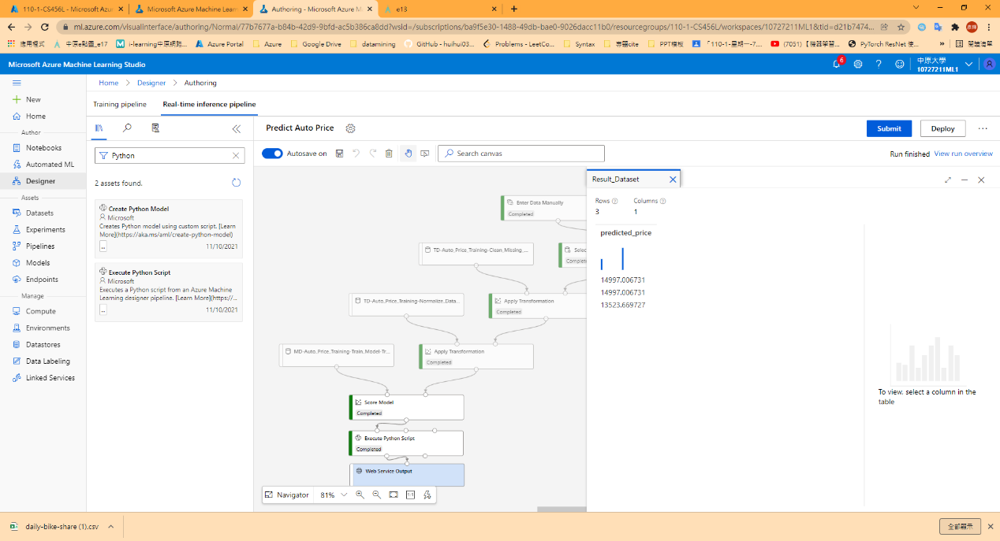 110-1-CS456L - Microsoft Azur
Microsoft Azure Machine Learn
Authoring - Microsoft Azure M
e13
ml.azure.com/visualinterface/authoring/Normal/77b7677a-b84b-42d9-9bfd-ac5b386ca8dd?wsId=/subscriptions/ba9f5e30-1488-49db-bae0-9026dacc11b0/resourcegroups/110-1-CS456L/workspaces/10727211ML1&tid=d21b7474...
應用程式
中原e點靈_e17
i-learning中原網路...
Azure Portal
Azure
Google Drive
datamining
GitHub - huihui03...
Problems - LeetCo...
Syntax
專題cite
PPT模板
「110-1-星期一-7....
(7051) 【機器學習...
PyTorch ResNet 使...
»
閱讀清單
Microsoft Azure Machine Learning Studio
6
中原大學
10727211ML1
New
Home
Author
Notebooks
Automated ML
Designer
Assets
Datasets
Experiments
Pipelines
Models
Endpoints
Manage
Compute
Environments
Datastores
Data Labeling
Linked Services
Home > Designer > Authoring
Training pipeline
Real-time inference pipeline
Python
2 assets found.
Create Python Model
Microsoft
Creates Python model using custom script. [Learn
More](https://aka.ms/aml/create-python-model)
...
11/10/2021
Execute Python Script
Microsoft
Executes a Python script from an Azure Machine
Learning designer pipeline. [Learn More](https://...
...
11/10/2021
Predict Auto Price
Submit
Deploy
...
Autosave on
Search canvas
Run finished
View run overview
Enter Data Manually
Completed
TD-Auto_Price_Training-Clean_Missing_...
Selec
Complete
TD-Auto_Price_Training-Normalize_Data...
Apply Transformation
Completed
MD-Auto_Price_Training-Train_Model-Tr...
Apply Transformation
Completed
Score Model
Completed
Execute Python Script
Completed
Web Service Output
Navigator
81%
1:1
Result_Dataset
Rows
Columns
3
1
predicted_price
14997.006731
14997.006731
13523.669727
To view, select a column in the
table
daily-bike-share (1).csv
全部顯示